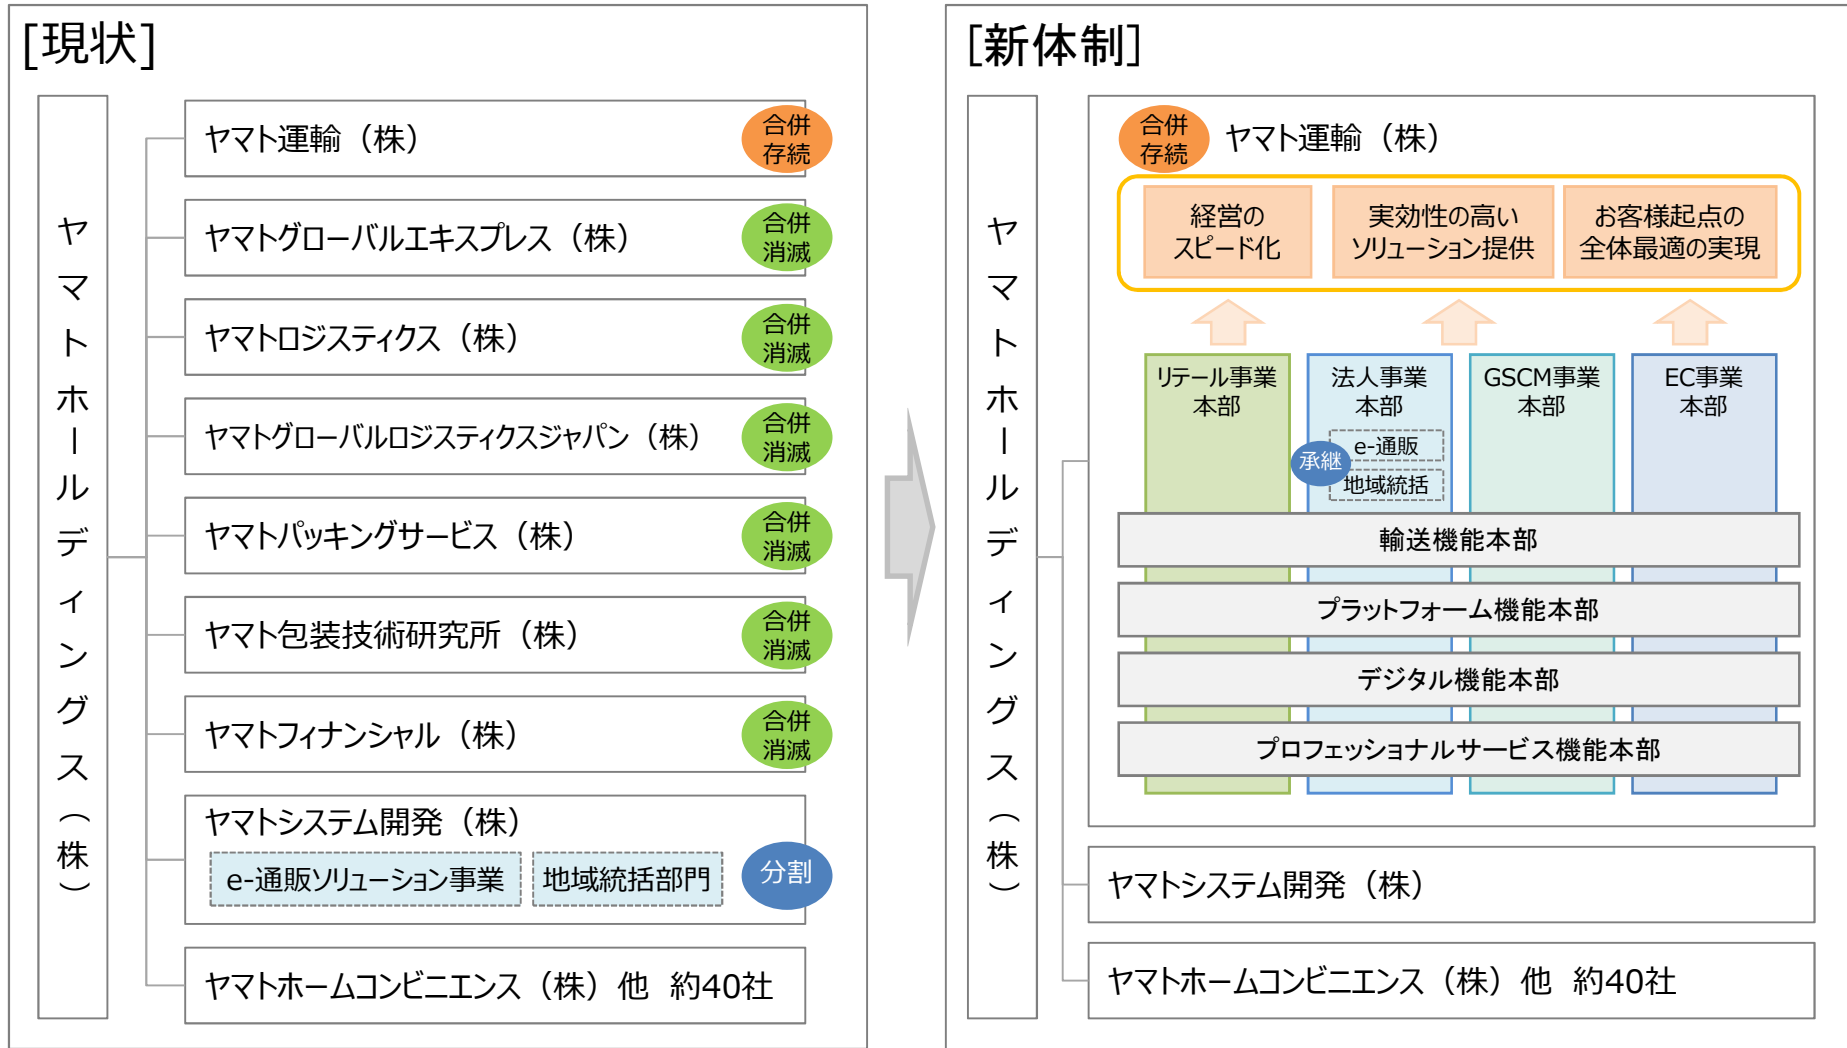 [現状]
ヤマトホールディングス（株）
ヤマト運輸（株）
合併
存続
ヤマトグローバルエキスプレス（株）
合併
消滅
ヤマトロジスティクス（株）
合併
消滅
ヤマトグローバルロジスティクスジャパン（株）
合併
消滅
ヤマトパッキングサービス（株）
合併
消滅
ヤマト包装技術研究所（株）
合併
消滅
ヤマトフィナンシャル（株）
合併
消滅
ヤマトシステム開発（株）
e-通販ソリューション事業
地域統括部門
分割
ヤマトホームコンビニエンス（株）他 約40社
[新体制]
ヤマトホールディングス（株）
合併
存続
ヤマト運輸（株）
経営の
スピード化
実効性の高い
ソリューション提供
お客様起点の
全体最適の実現
リテール事業
本部
法人事業
本部
GSCM事業
本部
EC事業
本部
承継
e-通販
地域統括
輸送機能本部
プラットフォーム機能本部
デジタル機能本部
プロフェッショナルサービス機能本部
ヤマトシステム開発（株）
ヤマトホームコンビニエンス（株）他 約40社